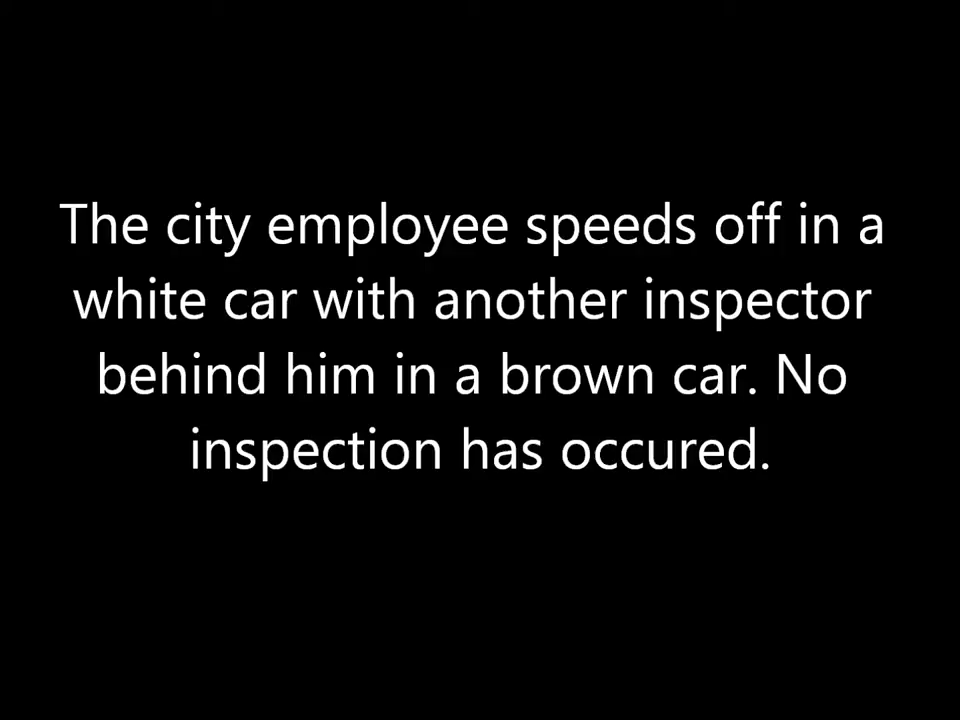 The city employee speeds off in a
white car with another inspector
behind him in a brown car. No
inspection has occured.